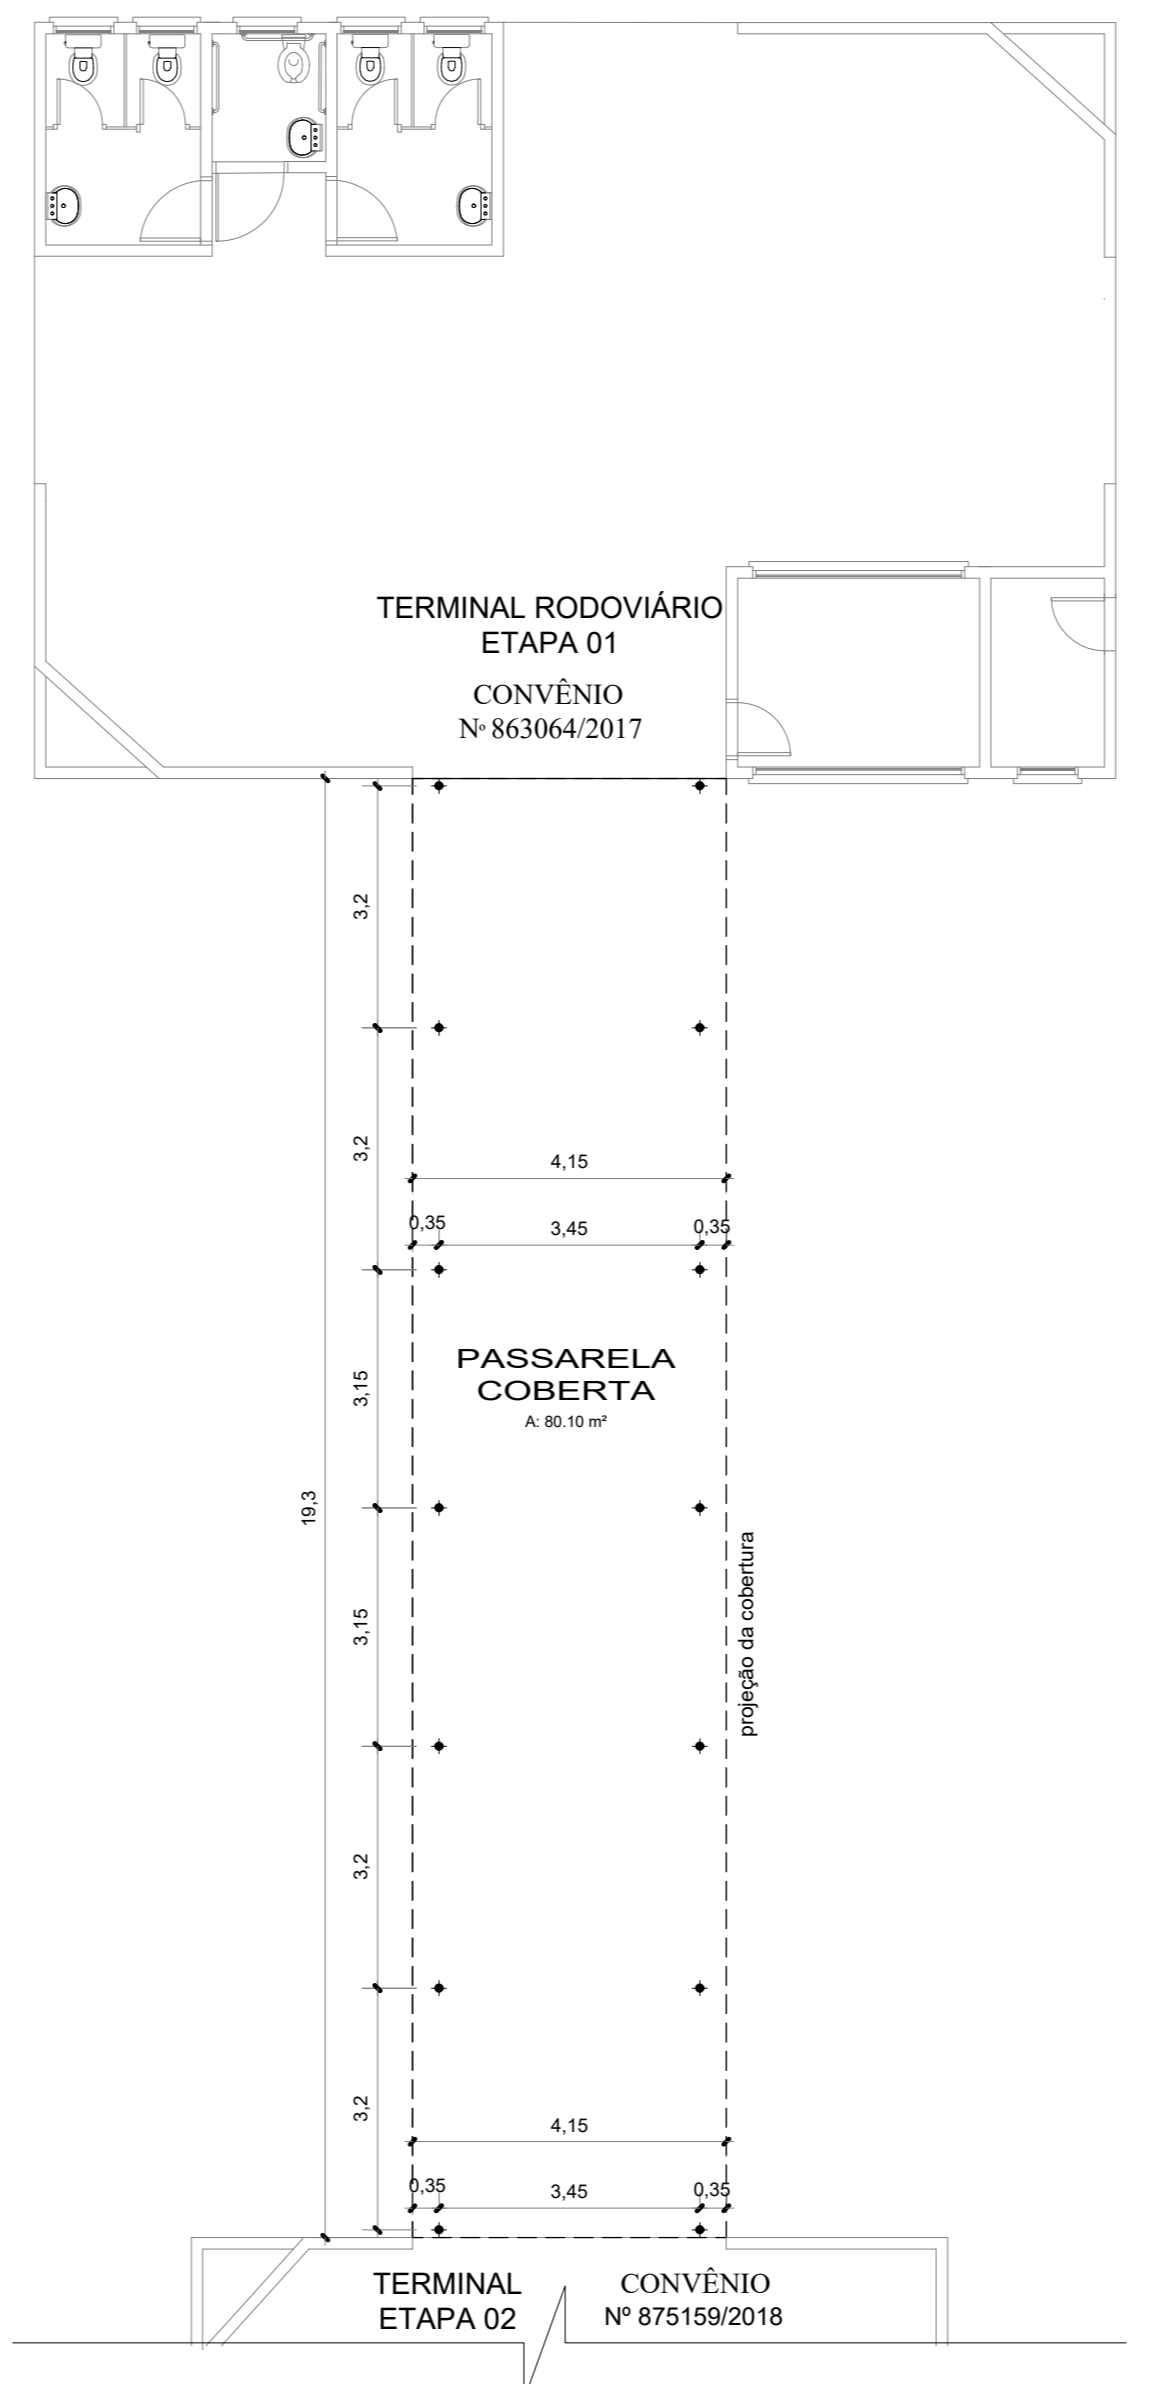 TERMINAL RODOVIÁRIO
ETAPA 01
CONVÊNIO
Nº 863064/2017
3,2
3,2
4,15
0,35 3,45 0,35
PASSARELA
COBERTA
A: 80.10 m²
3,15
19,3
3,15
projeção da cobertura
3,2
3,2
4,15
0,35 3,45 0,35
TERMINAL
ETAPA 02
CONVÊNIO
Nº 875159/2018